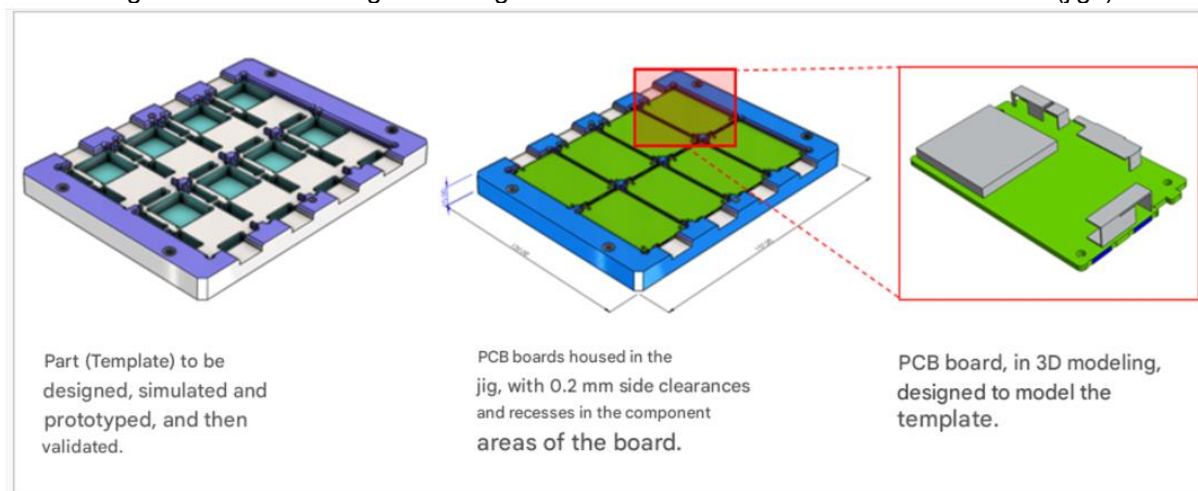 Part (Template) to be
designed, simulated and
prototyped, and then
validated.
PCB boards housed in the
jig, with 0.2 mm side clearances
and recesses in the component
areas of the board.
PCB board, in 3D modeling,
designed to model the
template.